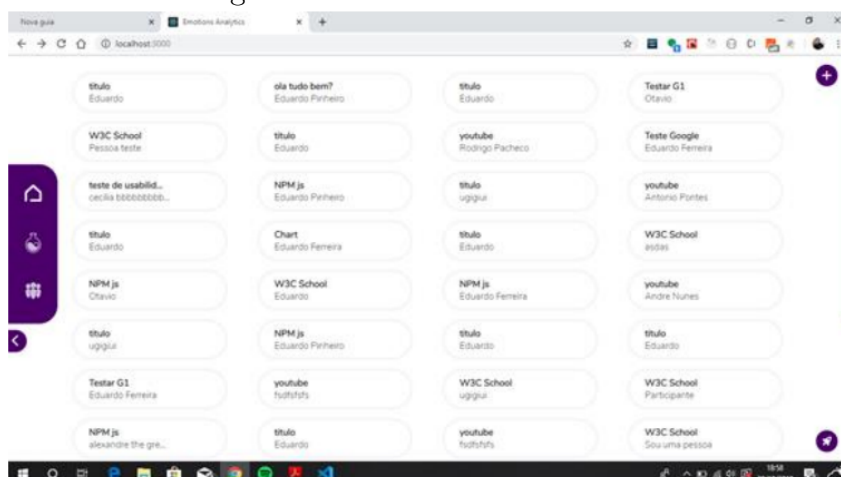 Nova guia
Emotions Analytics
localhost:3000
titulo
Eduardo
ola tudo bem?
Eduardo Pinheiro
titulo
Eduardo
Testar G1
Otavio
W3C School
Pessoa teste
titulo
Eduardo
youtube
Rodrigo Pacheco
Teste Google
Eduardo Ferreira
teste de usabilid...
cecilia bbbbbbbbb...
NPM js
Eduardo Pinheiro
titulo
ugigiui
youtube
Antonio Pontes
titulo
Eduardo
Chart
Eduardo Ferreira
titulo
Eduardo
W3C School
asdas
NPM js
Otavio
W3C School
Eduardo
NPM js
Eduardo Ferreira
youtube
Andre Nunes
titulo
ugigiui
NPM js
Eduardo Pinheiro
titulo
Eduardo
titulo
Eduardo
Testar G1
Eduardo Ferreira
youtube
fsdfsfsfs
W3C School
ugigiui
W3C School
Participante
NPM js
alexandre the gre...
titulo
Eduardo
youtube
fsdfsfsfs
W3C School
Sou uma pessoa
18:58